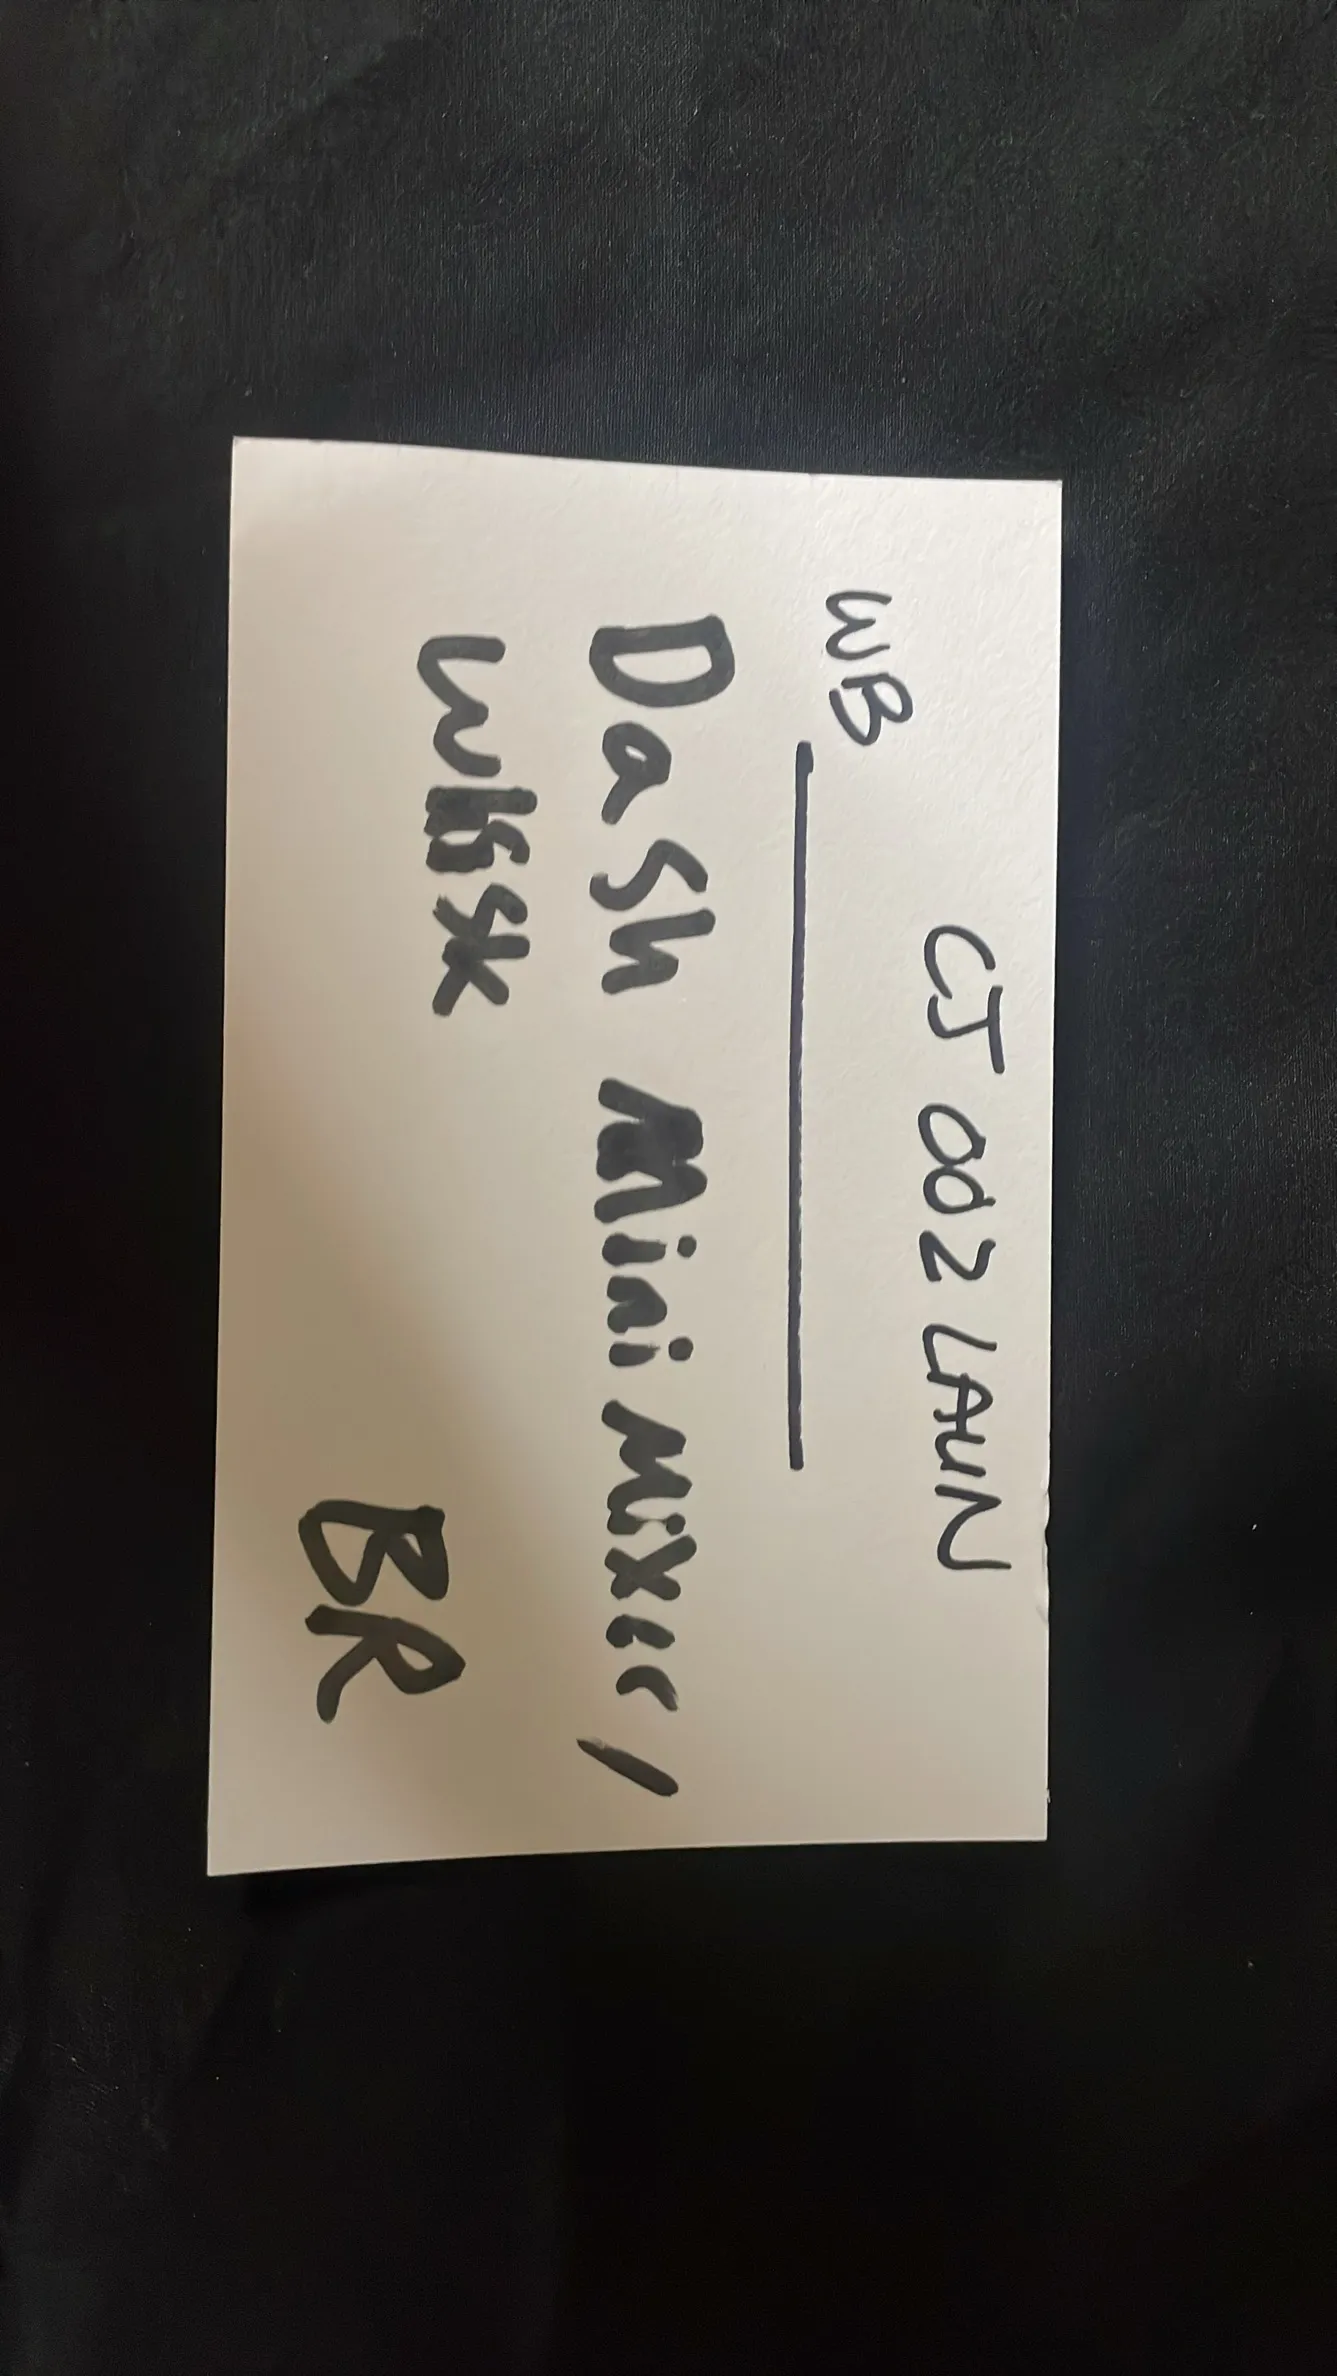 CJ 002 LAUN
WB
Dash Mini Mixer,
Whisk
BR